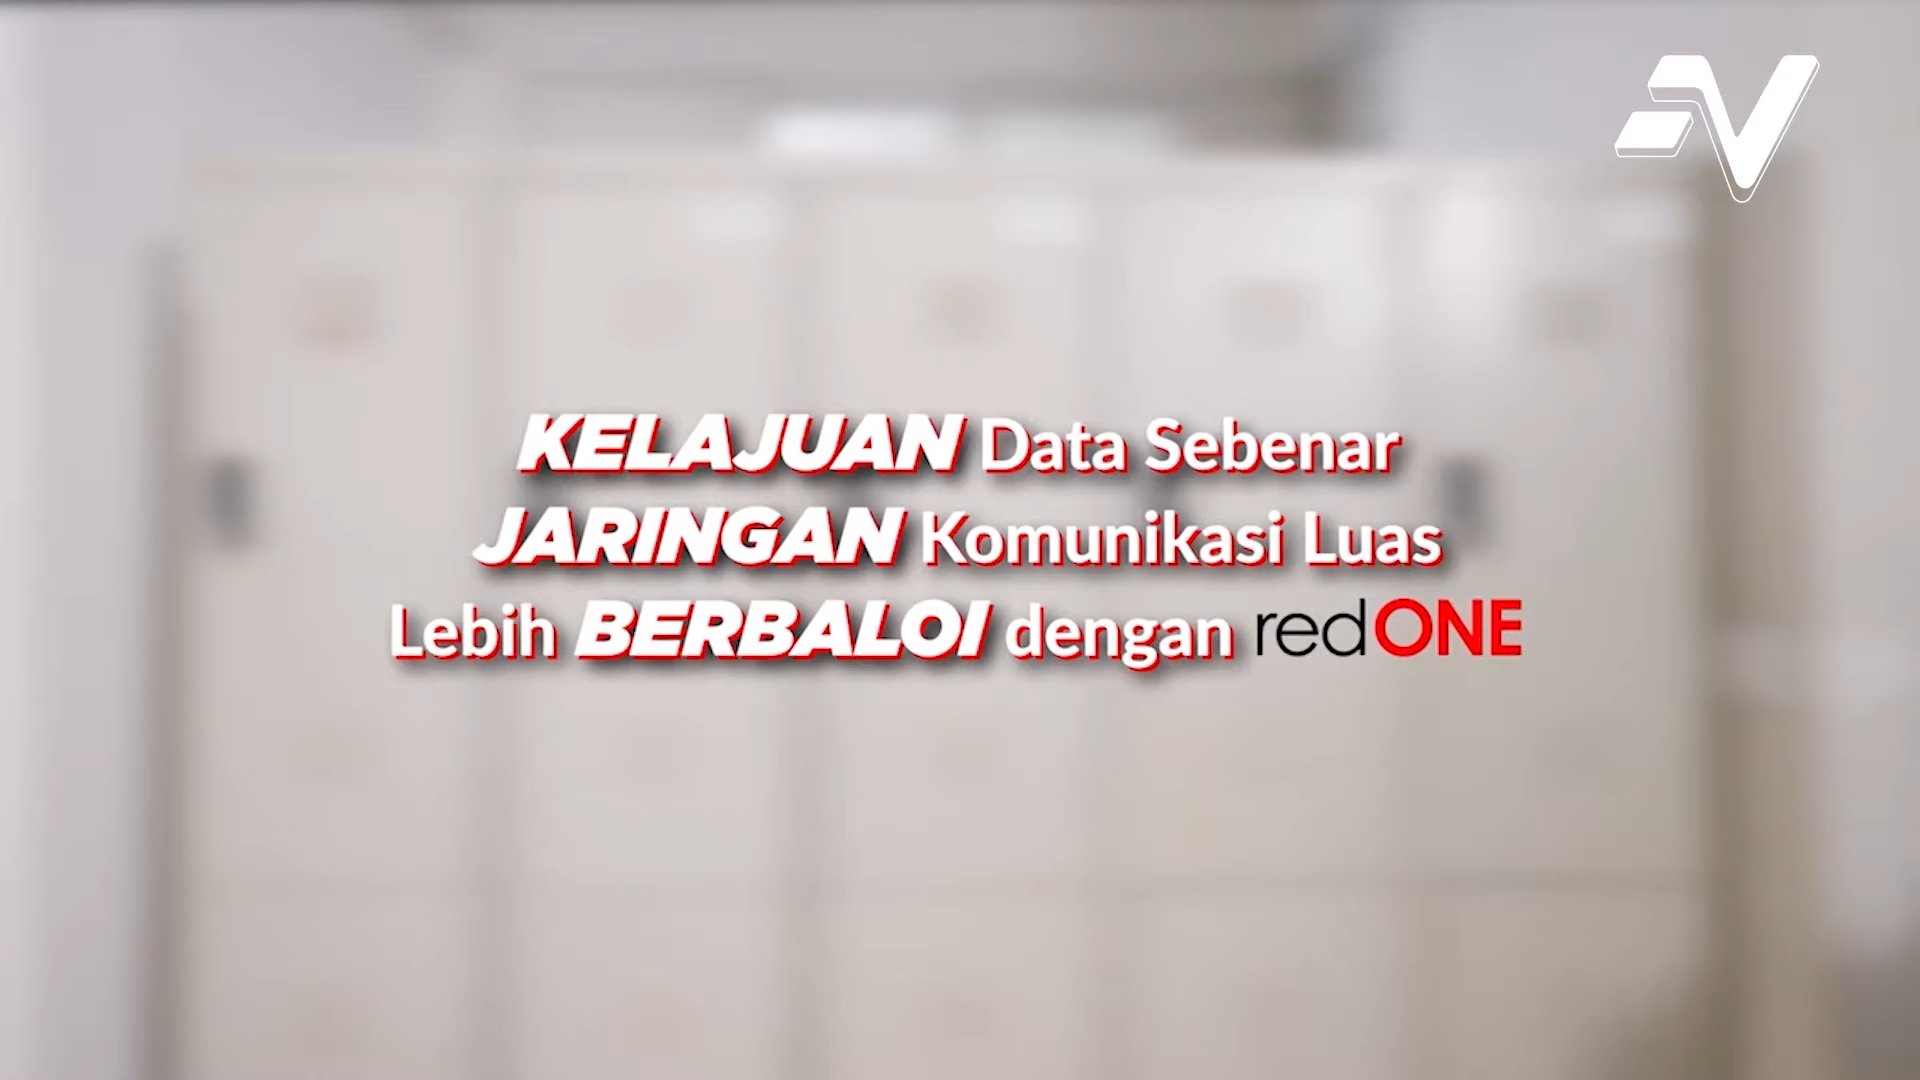 KELAJUAN Data Sebenar
JARINGAN Komunikasi Luas
Lebih BERBALOI dengan redONE